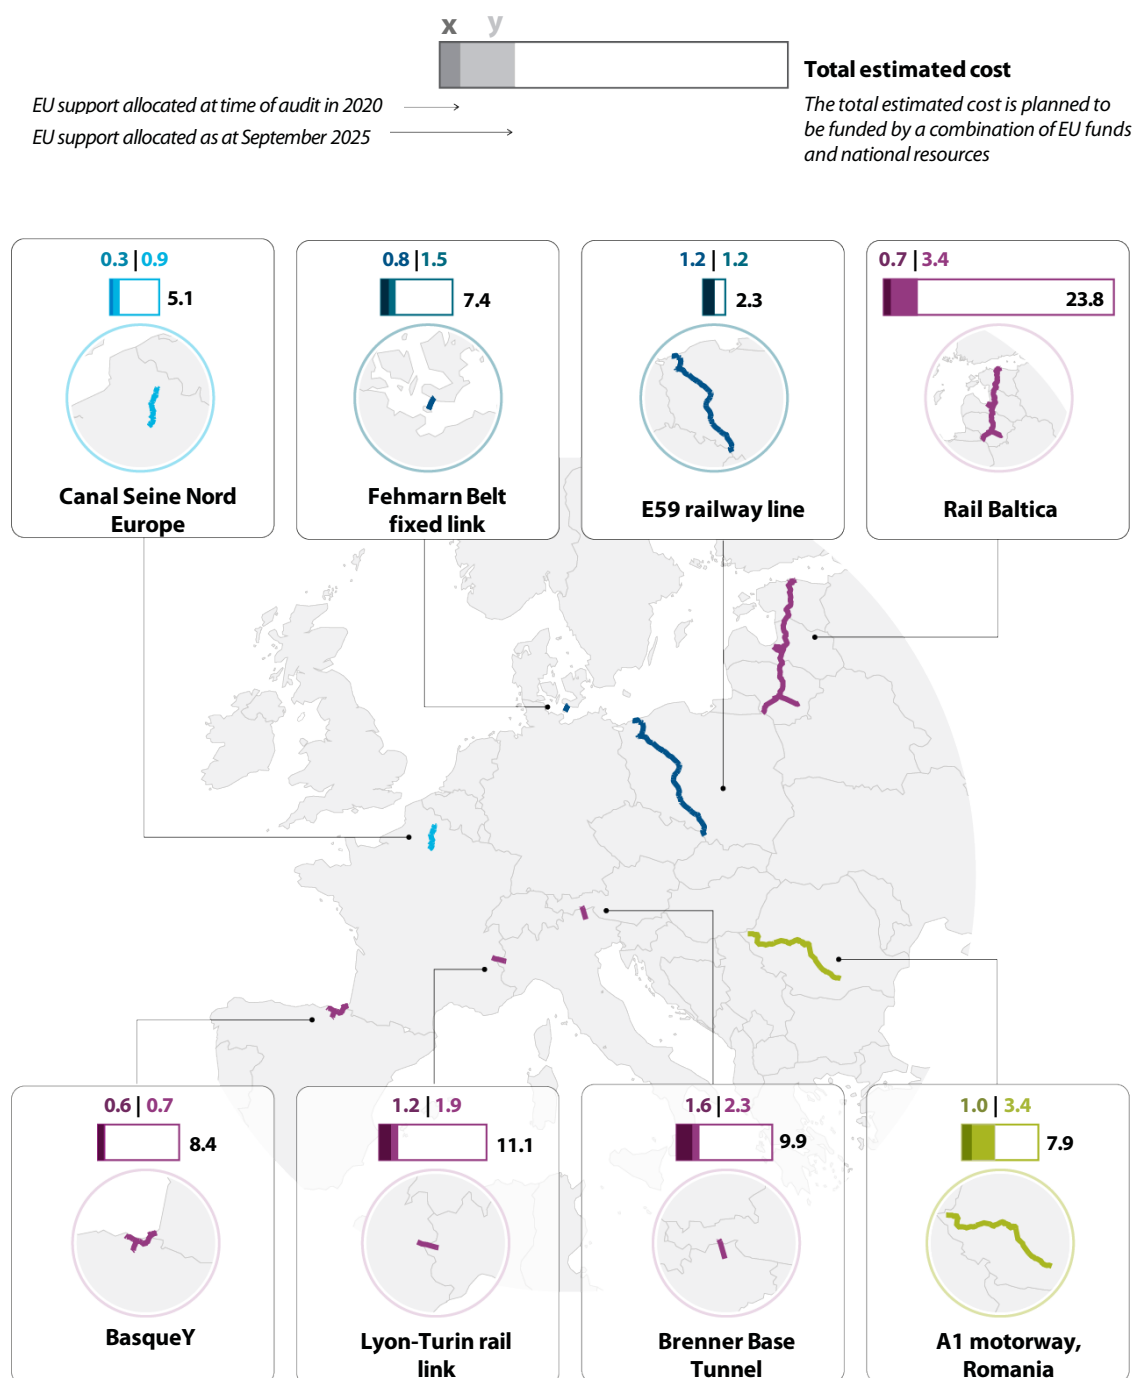 x y
Total estimated cost
EU support allocated at time of audit in 2020
EU support allocated as at September 2025
The total estimated cost is planned to
be funded by a combination of EU funds
and national resources
0.3 | 0.9
5.1
Canal Seine Nord
Europe
0.8 | 1.5
7.4
Fehmarn Belt
fixed link
1.2 | 1.2
2.3
E59 railway line
0.7 | 3.4
23.8
Rail Baltica
0.6 | 0.7
8.4
BasqueY
1.2 | 1.9
11.1
Lyon-Turin rail
link
1.6 | 2.3
9.9
Brenner Base
Tunnel
1.0 | 3.4
7.9
A1 motorway,
Romania